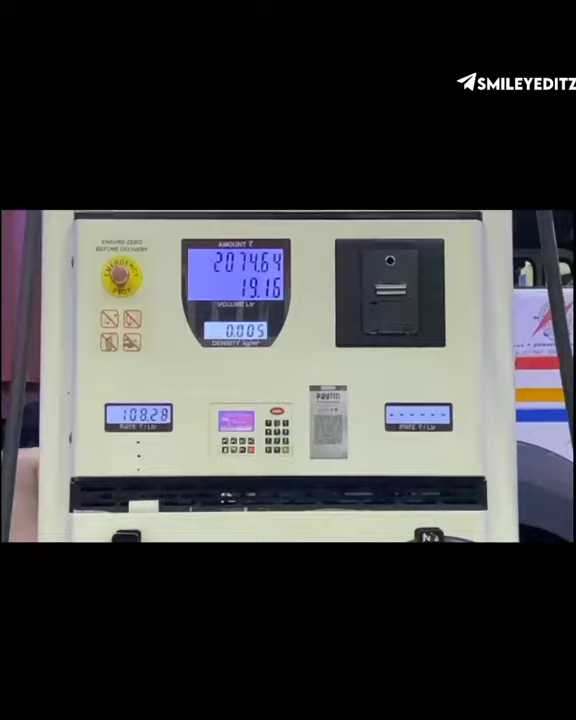 SMILEYEDITZ
ENSURE ZERO
BEFORE DELIVERY
EMERGENCY
STOP
AMOUNT ₹
2074.64
19.16
VOLUME Ltr
0.005
DENSITY kg/m³
108.28
RATE ₹/Ltr
PAYTM
------
RATE ₹/Ltr
N